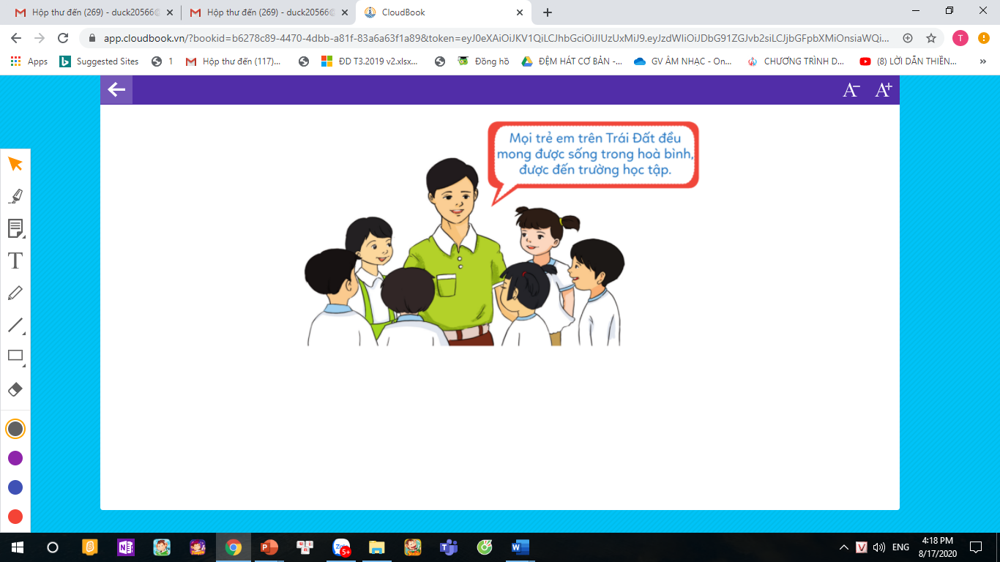 Hộp thư đến (269) - duck20566@
Hộp thư đến (269) - duck20566@
CloudBook
app.cloudbook.vn/?bookid=b6278c89-4470-4dbb-a81f-83a6a63f1a89&token=eyJ0eXAiOiJKV1QiLCJhbGciOiJIUzUxMiJ9.eyJzdWIiOiJDbG91ZGJvb2siLCJjbGFpbXMiOnsiaWQi...
T
Apps
Suggested Sites
1
Hộp thư đến (117)...
ĐD T3.2019 v2.xlsx...
Đồng hồ
ĐỆM HÁT CƠ BẢN -...
GV ÂM NHẠC - On...
CHƯƠNG TRÌNH D...
(8) LỜI DẪN THIỀN...
»
A− A+
Mọi trẻ em trên Trái Đất đều
mong được sống trong hoà bình,
được đến trường học tập.
T
5+
V
ENG
4:18 PM
8/17/2020